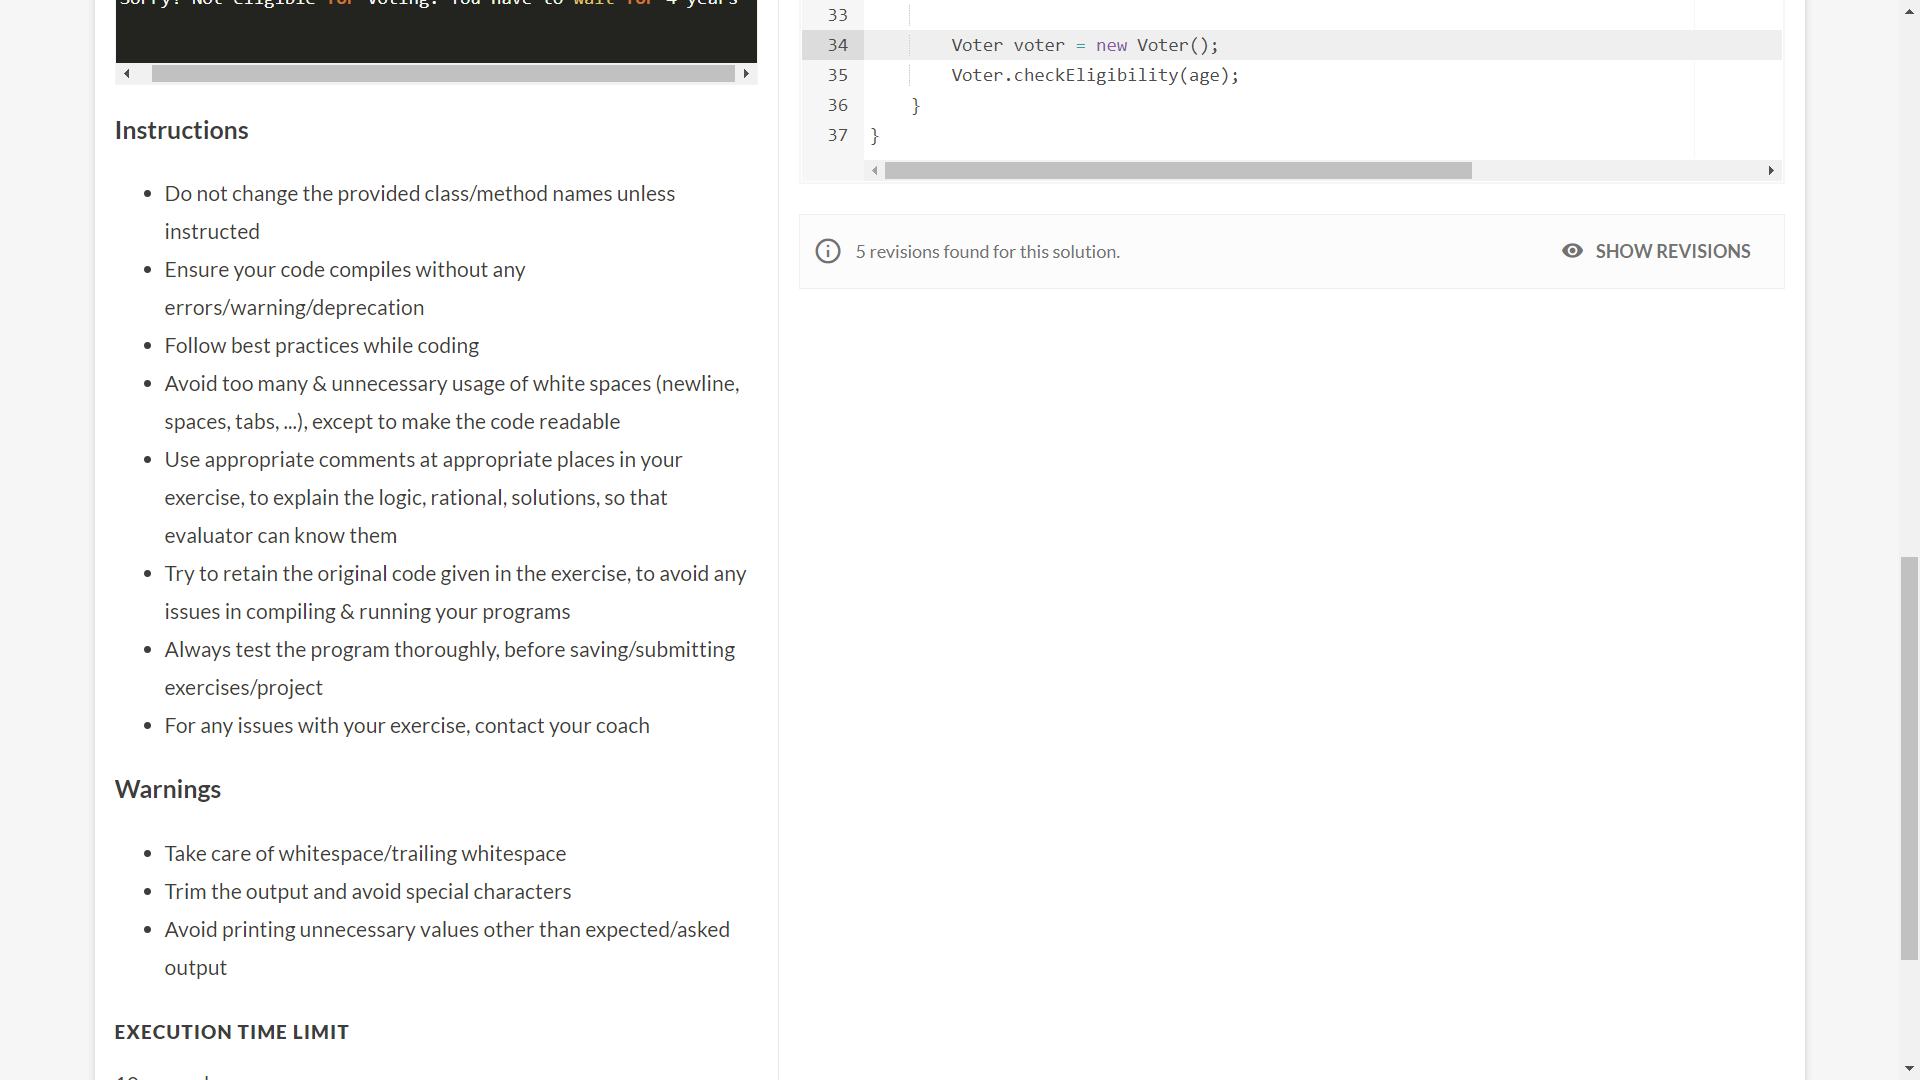 Sorry! Not eligible for voting. You have to wait for 4 years
Instructions
Do not change the provided class/method names unless
instructed
Ensure your code compiles without any
errors/warning/deprecation
Follow best practices while coding
Avoid too many & unnecessary usage of white spaces (newline,
spaces, tabs, ...), except to make the code readable
Use appropriate comments at appropriate places in your
exercise, to explain the logic, rational, solutions, so that
evaluator can know them
Try to retain the original code given in the exercise, to avoid any
issues in compiling & running your programs
Always test the program thoroughly, before saving/submitting
exercises/project
For any issues with your exercise, contact your coach
Warnings
Take care of whitespace/trailing whitespace
Trim the output and avoid special characters
Avoid printing unnecessary values other than expected/asked
output
EXECUTION TIME LIMIT
33
34 Voter voter = new Voter();
35 Voter.checkEligibility(age);
36 }
37 }
5 revisions found for this solution.
SHOW REVISIONS